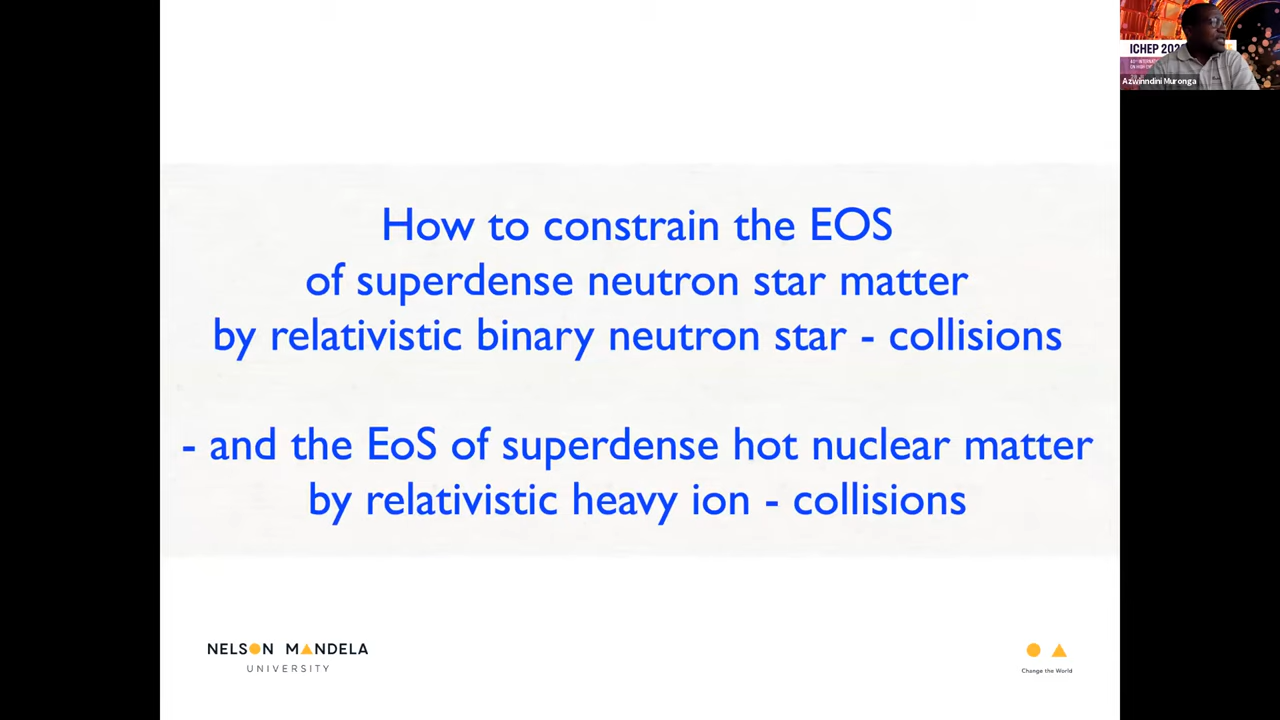 How to constrain the EOS
of superdense neutron star matter
by relativistic binary neutron star - collisions
- and the EoS of superdense hot nuclear matter
by relativistic heavy ion - collisions
NELSON MANDELA
UNIVERSITY
Change the World
ICHEP
Azwinndini Muronga